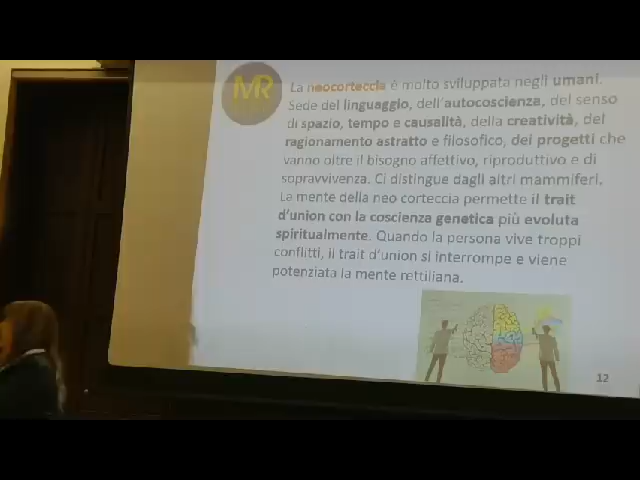 MR
La neocorteccia è molto sviluppata negli umani.
Sede del linguaggio, dell'autocoscienza, del senso
di spazio, tempo e causalità, della creatività, del
ragionamento astratto e filosofico, dei progetti che
vanno oltre il bisogno affettivo, riproduttivo e di
sopravvivenza. Ci distingue dagli altri mammiferi.
La mente della neo corteccia permette il trait
d'union con la coscienza genetica più evoluta
spiritualmente. Quando la persona vive troppi
conflitti, il trait d'union si interrompe e viene
potenziata la mente rettiliana.
12